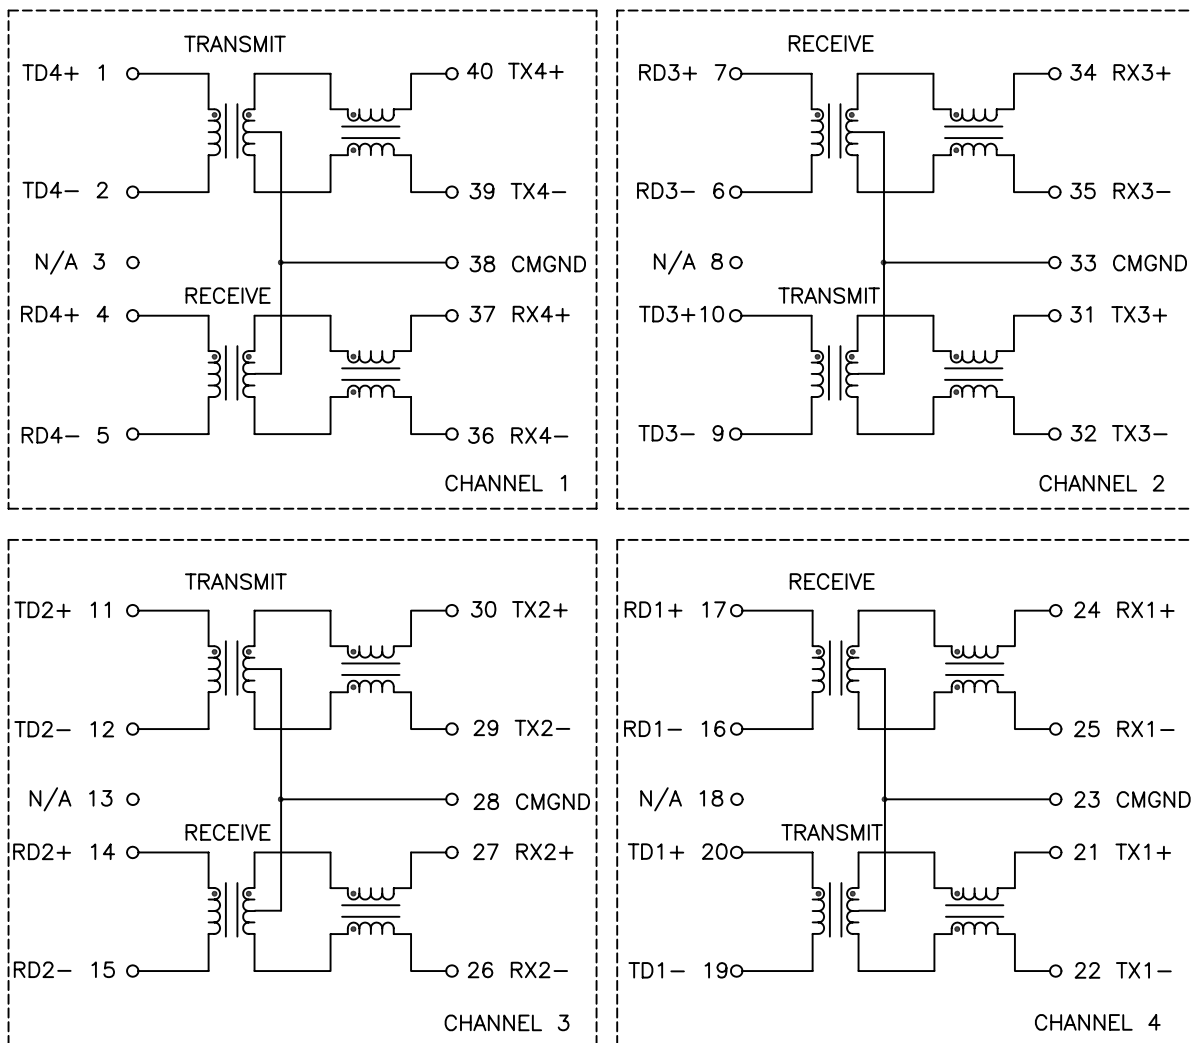 TRANSMIT
TD4+ 1
40 TX4+
TD4- 2
39 TX4-
N/A 3
38 CMGND
RECEIVE
RD4+ 4
37 RX4+
RD4- 5
36 RX4-
CHANNEL 1
RECEIVE
RD3+ 7
34 RX3+
RD3- 6
35 RX3-
N/A 8
33 CMGND
TRANSMIT
TD3+10
31 TX3+
TD3- 9
32 TX3-
CHANNEL 2
TRANSMIT
TD2+ 11
30 TX2+
TD2- 12
29 TX2-
N/A 13
28 CMGND
RECEIVE
RD2+ 14
27 RX2+
RD2- 15
26 RX2-
CHANNEL 3
RECEIVE
RD1+ 17
24 RX1+
RD1- 16
25 RX1-
N/A 18
23 CMGND
TRANSMIT
TD1+ 20
21 TX1+
TD1- 19
22 TX1-
CHANNEL 4